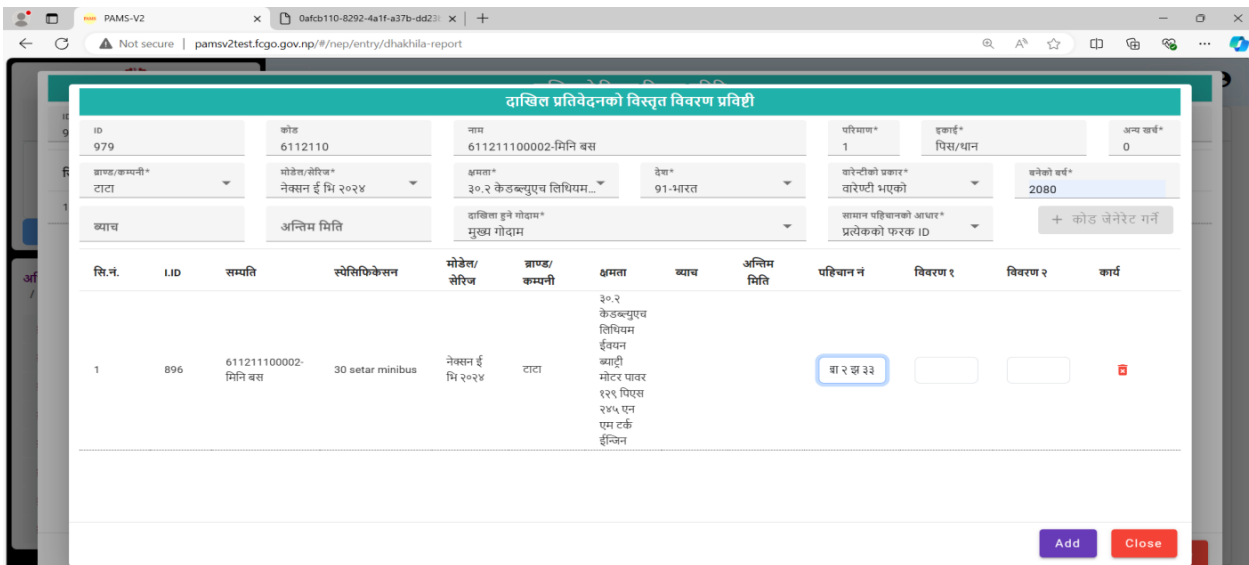 PAMS-V2
0afcb110-8292-4a1f-a37b-dd23
Not secure | pamsv2test.fcgo.gov.np/#/nep/entry/dhakhila-report
दाखिल प्रतिवेदनको विस्तृत विवरण प्रविष्टी
ID कोड नाम परिमाण* इकाई* अन्य खर्च*
979 6112110 611211100002-मिनि बस 1 पिस/थान 0
ब्राण्ड/कम्पनी* मोडेल/सेरिज* क्षमता* देश* वारेन्टीको प्रकार* बनेको बर्ष*
टाटा नेक्सन ई भि २०२४ ३०.२ केडब्ल्युएच लिथियम... 91-भारत वारेण्टी भएको 2080
दाखिला हुने गोदाम* सामान पहिचानको आधार*
ब्याच अन्तिम मिति मुख्य गोदाम प्रत्येकको फरक ID + कोड जेनेरेट गर्ने
सि.नं. I.ID सम्पति स्पेसिफिकेसन मोडेल/ सेरिज ब्राण्ड/ कम्पनी क्षमता ब्याच अन्तिम मिति पहिचान नं विवरण १ विवरण २ कार्य
३०.२
केडब्ल्युएच
लिथियम
ईवयन
ब्याट्री
1 896 611211100002- मिनि बस 30 setar minibus नेक्सन ई भि २०२४ टाटा मोटर पावर बा २ झ ३३
१२९ पिएस
२४५ एन
एम टर्क
ईन्जिन
Add Close